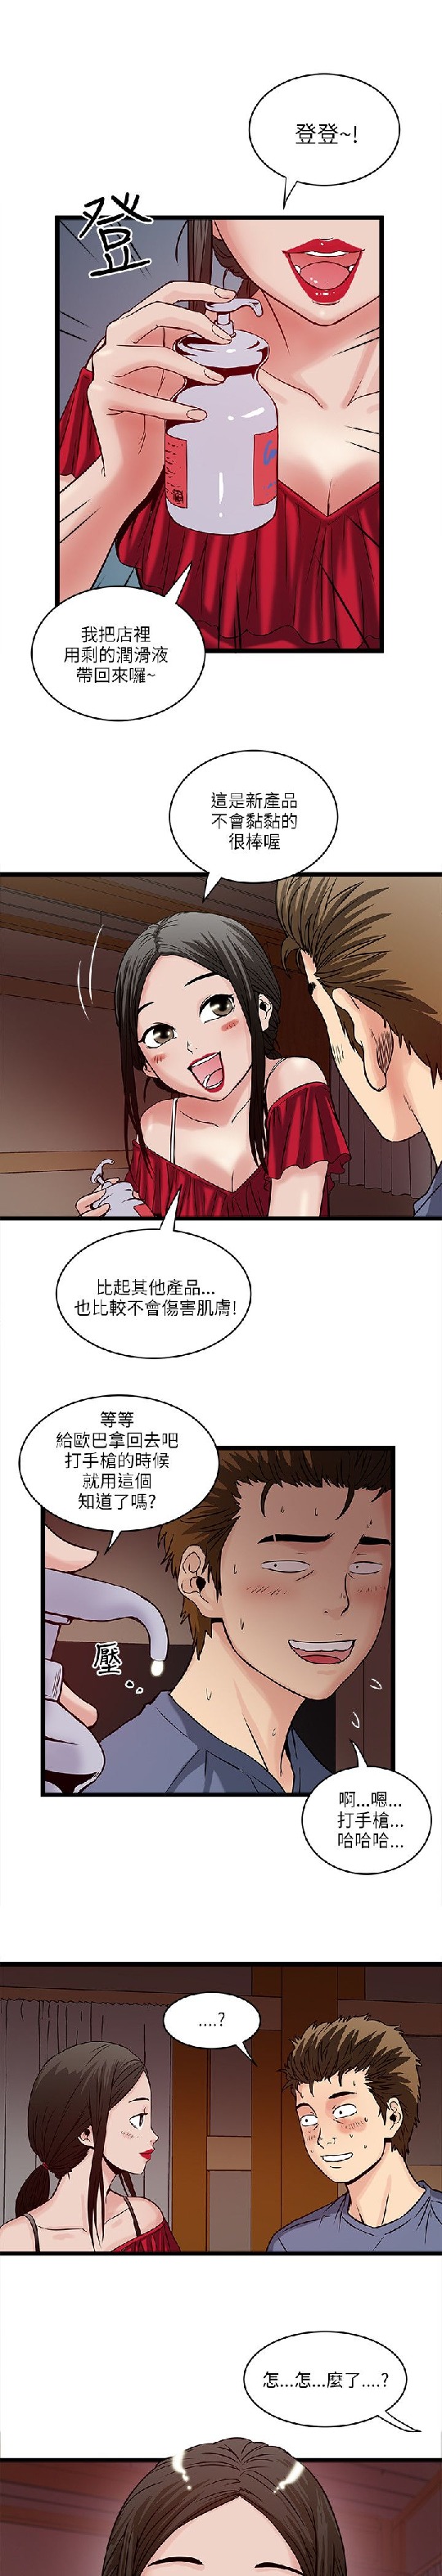 登登~!
登
我把店裡
用剩的潤滑液
帶回來囉~
這是新產品
不會黏黏的
很棒喔
比起其他產品...
也比較不會傷害肌膚!
等等
給歐巴拿回去吧
打手槍的時候
就用這個
知道了嗎?
壓
啊...嗯...
打手槍...
哈哈哈...
....?
怎...怎...麼了....?